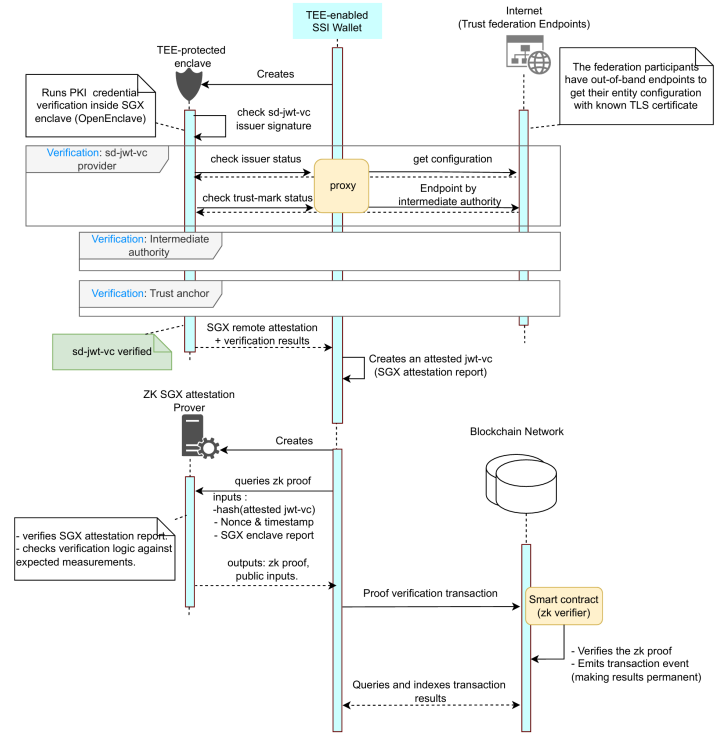 TEE-enabled
SSI Wallet
Internet
(Trust federation Endpoints)
TEE-protected
enclave
Creates
Runs PKI credential
verification inside SGX
enclave (OpenEnclave)
The federation participants
have out-of-band endpoints to
get their entity configuration
with known TLS certificate
check sd-jwt-vc
issuer signature
Verification: sd-jwt-vc
provider
check issuer status
get configuration
proxy
check trust-mark status
Endpoint by
intermediate authority
Verification: Intermediate
authority
Verification: Trust anchor
SGX remote attestation
+ verification results
sd-jwt-vc verified
Creates an attested jwt-vc
(SGX attestation report)
ZK SGX attestation
Prover
Creates
Blockchain Network
queries zk proof
inputs :
-hash(attested jwt-vc)
- Nonce & timestamp
- SGX enclave report
- verifies SGX attestation report.
- checks verification logic against
expected measurements.
outputs: zk proof,
public inputs.
Proof verification transaction
Smart contract
(zk verifier)
- Verifies the zk proof
- Emits transaction event
(making results permanent)
Queries and indexes transaction
results